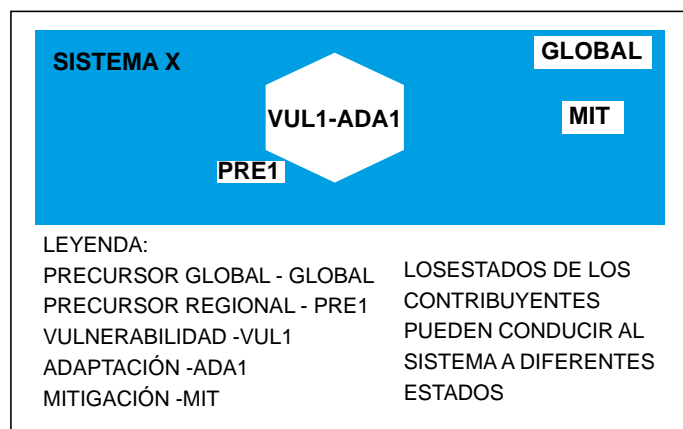 SISTEMA X
GLOBAL
VUL1-ADA1
MIT
PRE1
LEYENDA:
PRECURSOR GLOBAL - GLOBAL
PRECURSOR REGIONAL - PRE1
VULNERABILIDAD -VUL1
ADAPTACIÓN -ADA1
MITIGACIÓN -MIT
LOSESTADOS DE LOS
CONTRIBUYENTES
PUEDEN CONDUCIR AL
SISTEMA A DIFERENTES
ESTADOS